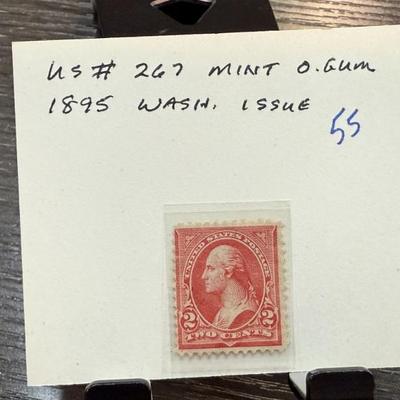 US# 267 MINT O.GUM
1895 WASH. ISSUE
55
UNITED STATES POSTAGE
2 2
TWO CENTS